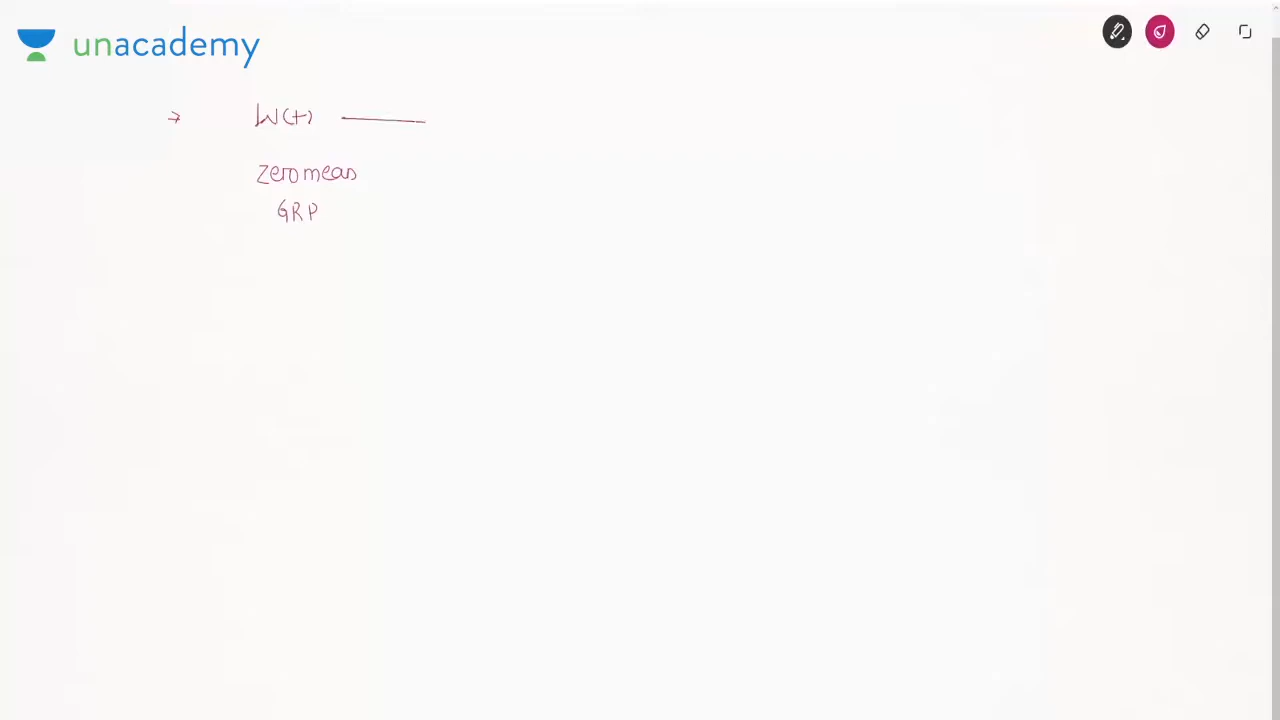 unacademy
→ W(t)
Zero mean
GRP